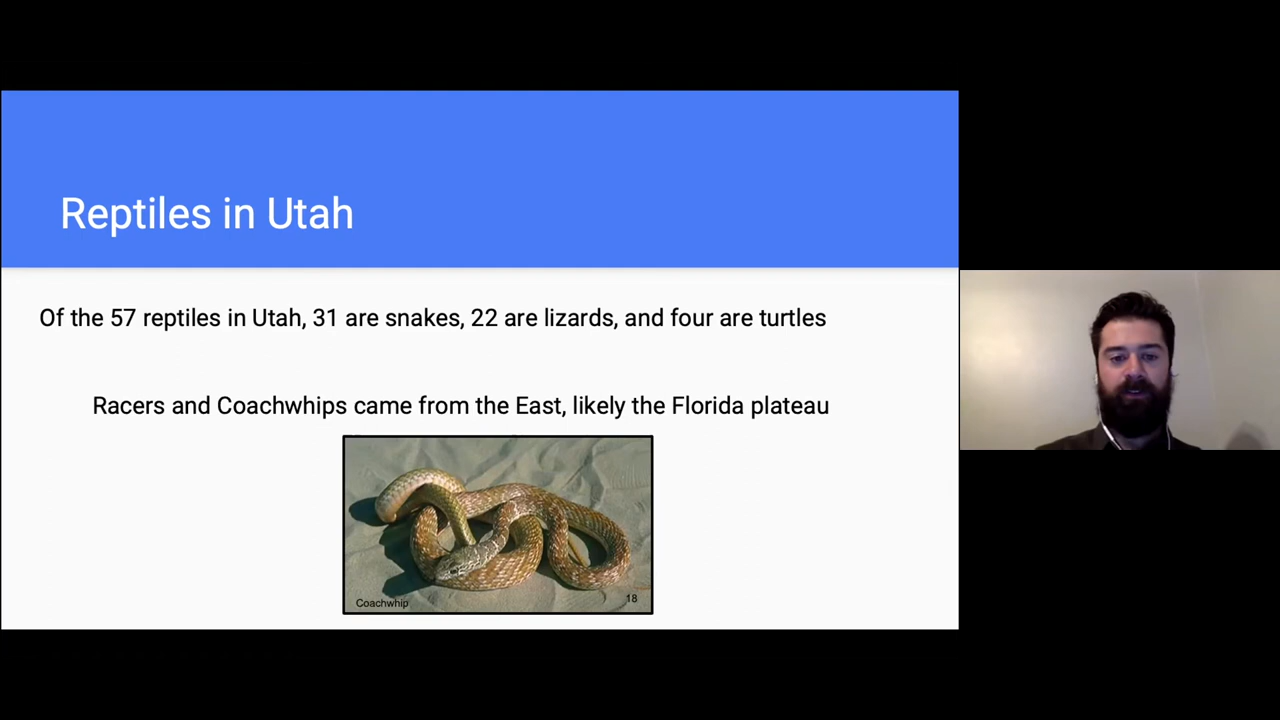 Reptiles in Utah
Of the 57 reptiles in Utah, 31 are snakes, 22 are lizards, and four are turtles
Racers and Coachwhips came from the East, likely the Florida plateau
Coachwhip
18